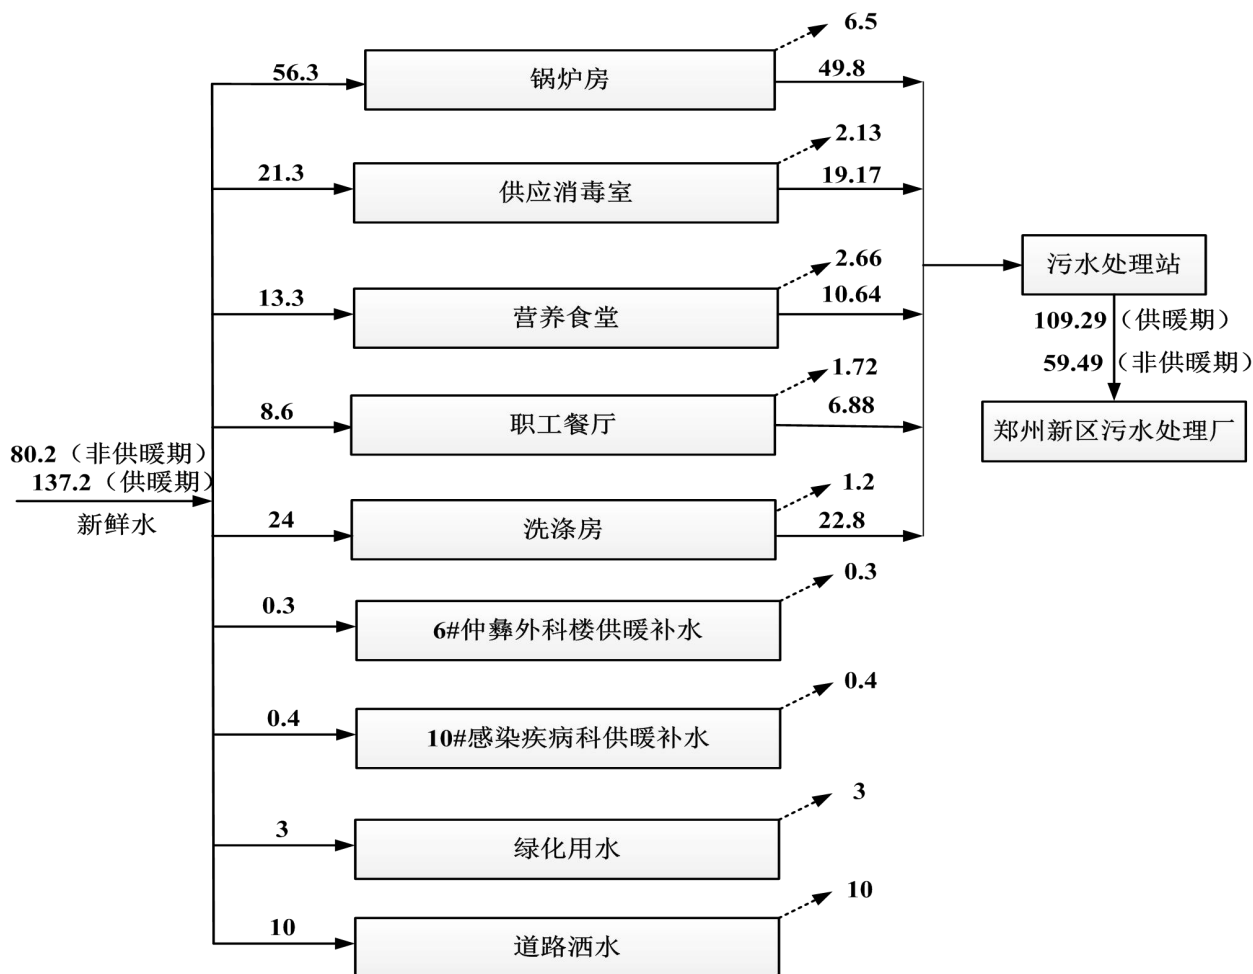 6.5
56.3
锅炉房
49.8
2.13
21.3
供应消毒室
19.17
2.66
13.3
营养食堂
10.64
污水处理站
109.29（供暖期）
59.49（非供暖期）
郑州新区污水处理厂
1.72
8.6
职工餐厅
6.88
80.2（非供暖期）
137.2（供暖期）
新鲜水
1.2
24
洗涤房
22.8
0.3
0.3
6#仲彝外科楼供暖补水
0.4
0.4
10#感染疾病科供暖补水
3
3
绿化用水
10
10
道路洒水